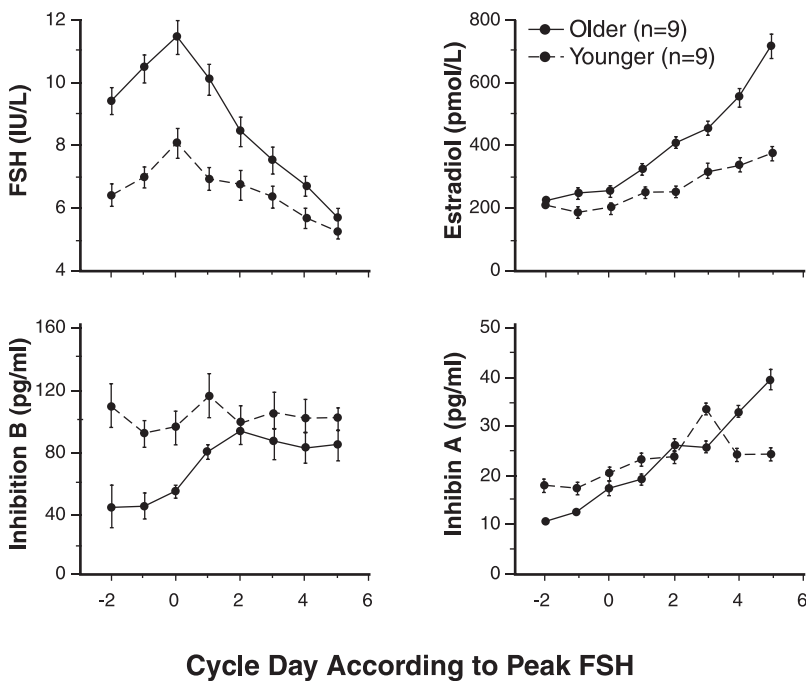 12
10
8
6
4
FSH (IU/L)
800
600
400
200
0
Estradiol (pmol/L)
Older (n=9)
Younger (n=9)
160
120
80
40
0
Inhibition B (pg/ml)
-2 0 2 4 6
50
40
30
20
10
0
Inhibin A (pg/ml)
-2 0 2 4 6
Cycle Day According to Peak FSH